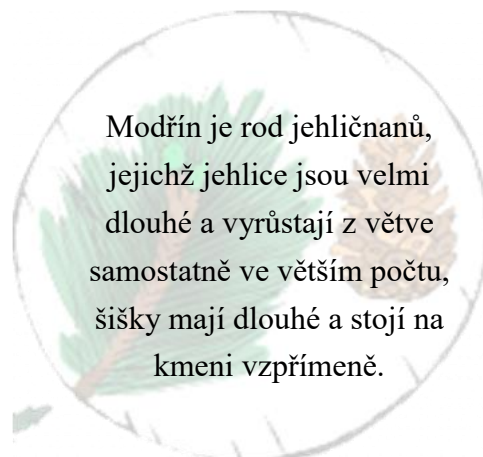 Modřín je rod jehličnanů,
jejichž jehlice jsou velmi
dlouhé a vyrůstají z větve
samostatně ve větším počtu,
šišky mají dlouhé a stojí na
kmeni vzpřímeně.